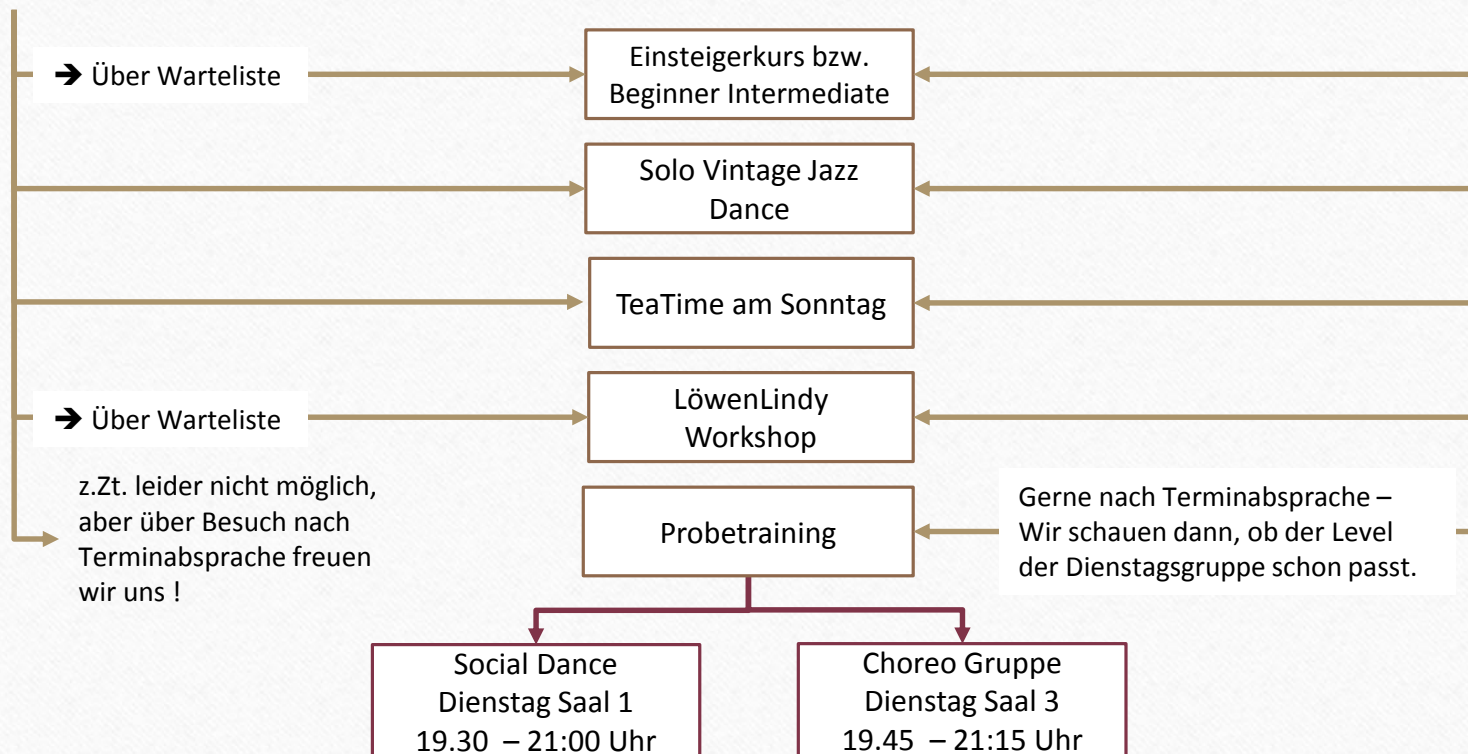 ➔ Über Warteliste
Einsteigerkurs bzw.
Beginner Intermediate
Solo Vintage Jazz
Dance
TeaTime am Sonntag
➔ Über Warteliste
LöwenLindy
Workshop
z.Zt. leider nicht möglich,
aber über Besuch nach
Terminabsprache freuen
wir uns !
Probetraining
Gerne nach Terminabsprache –
Wir schauen dann, ob der Level
der Dienstagsgruppe schon passt.
Social Dance
Dienstag Saal 1
19.30 – 21:00 Uhr
Choreo Gruppe
Dienstag Saal 3
19.45 – 21:15 Uhr